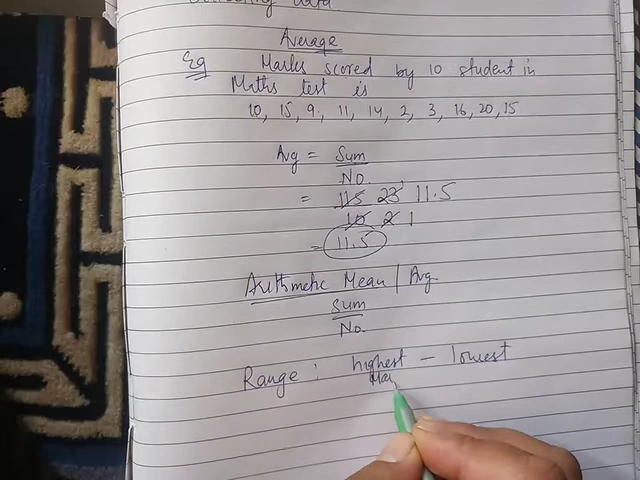 Collecting data
Average
Eg Marks scored by 10 student in
Maths test is
10, 15, 9, 11, 14, 2, 3, 16, 20, 15
Avg = Sum
No
= 115 23 11.5
10 2 1
= 11.5
Arithmetic Mean | Avg
Sum
No.
Range : highest - lowest